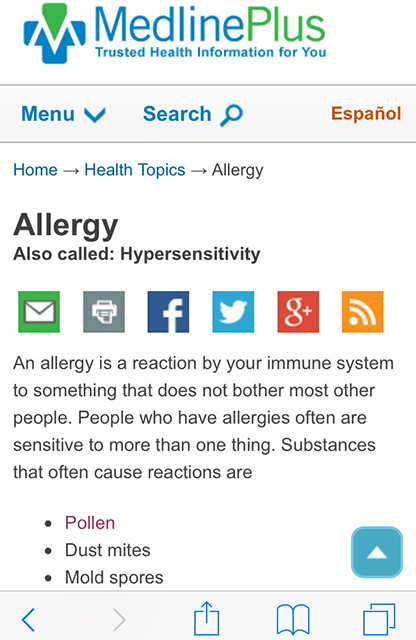 MedlinePlus
Trusted Health Information for You
Menu Search Español
Home → Health Topics → Allergy
Allergy
Also called: Hypersensitivity
f g+
An allergy is a reaction by your immune system
to something that does not bother most other
people. People who have allergies often are
sensitive to more than one thing. Substances
that often cause reactions are
• Pollen
• Dust mites
• Mold spores